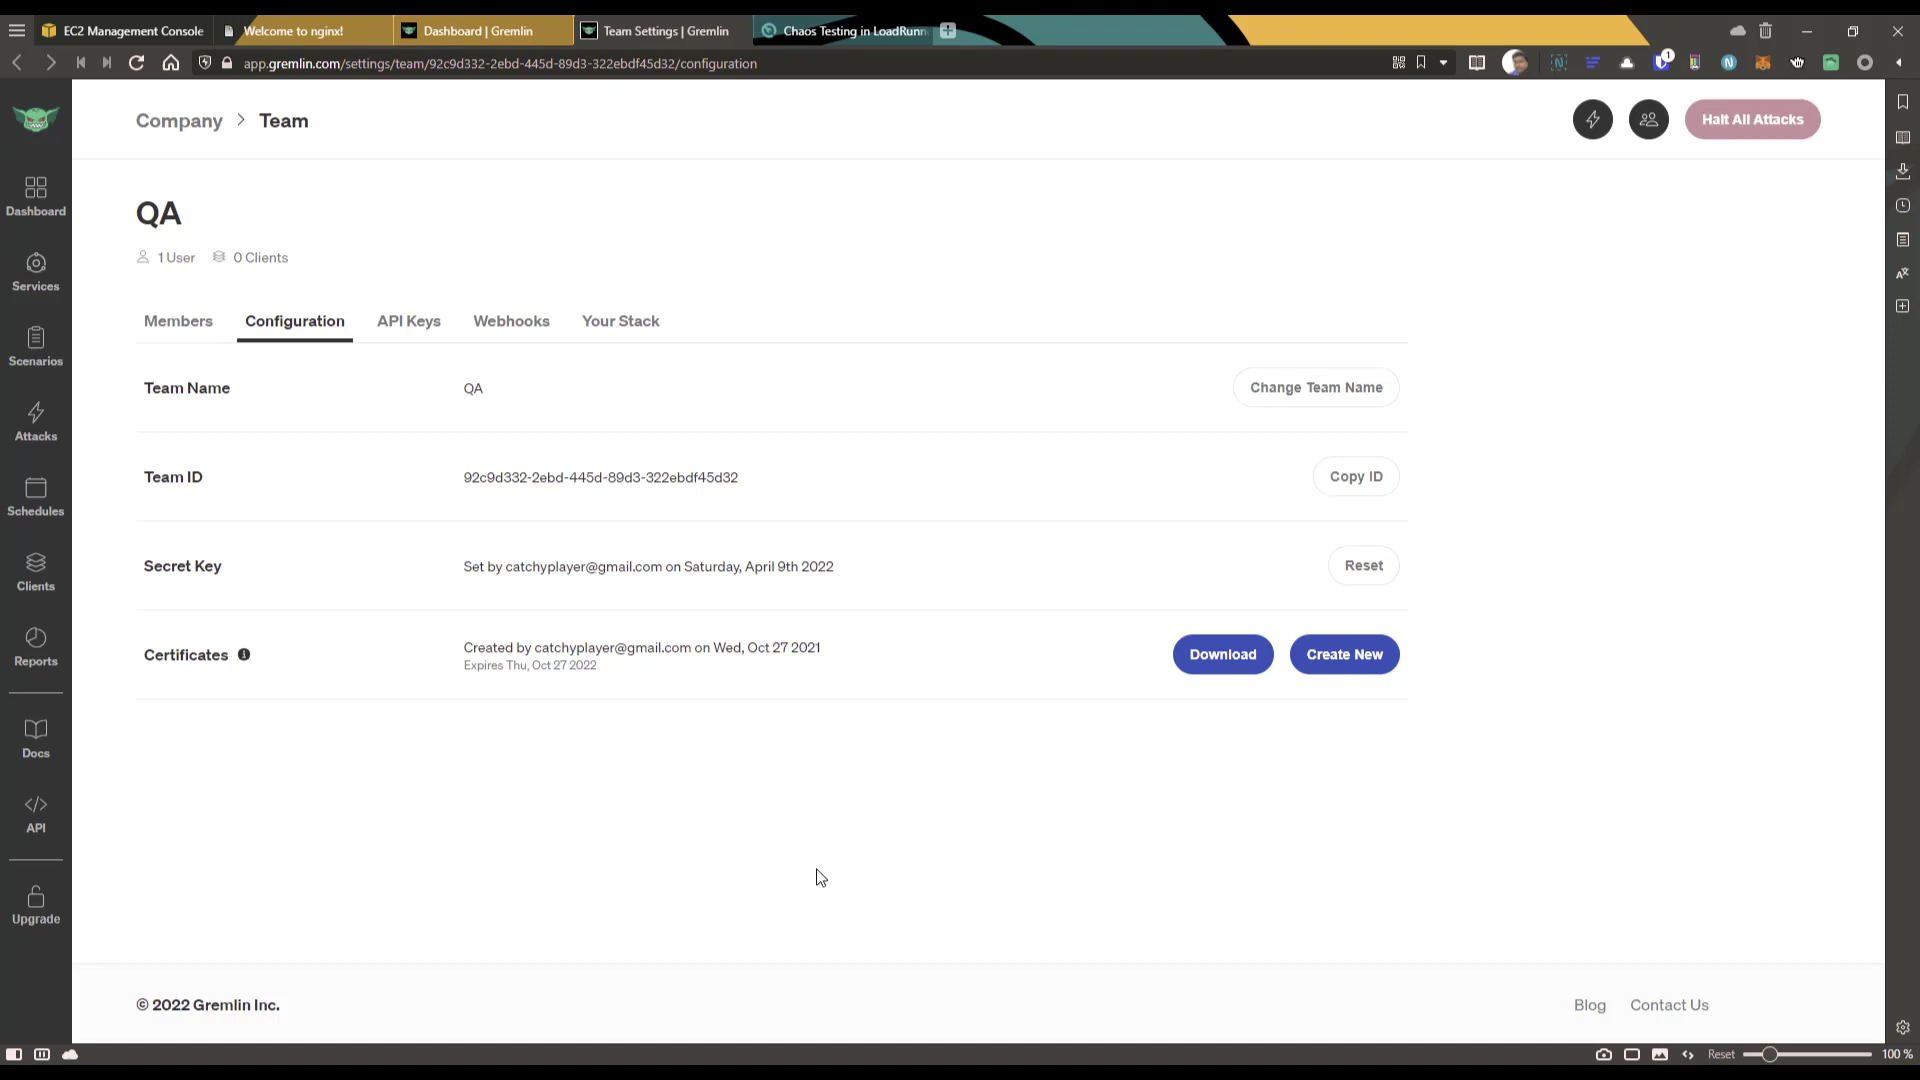 EC2 Management Console
Welcome to nginx!
Dashboard | Gremlin
Team Settings | Gremlin
Chaos Testing in LoadRunn
app.gremlin.com/settings/team/92c9d332-2ebd-445d-89d3-322ebdf45d32/configuration
1
Company > Team
Halt All Attacks
QA
1 User
0 Clients
Members
Configuration
API Keys
Webhooks
Your Stack
Team Name
QA
Change Team Name
Team ID
92c9d332-2ebd-445d-89d3-322ebdf45d32
Copy ID
Secret Key
Set by catchyplayer@gmail.com on Saturday, April 9th 2022
Reset
Certificates
Created by catchyplayer@gmail.com on Wed, Oct 27 2021
Expires Thu, Oct 27 2022
Download
Create New
Dashboard
Services
Scenarios
Attacks
Schedules
Clients
Reports
Docs
API
Upgrade
© 2022 Gremlin Inc.
Blog
Contact Us
Reset
100 %